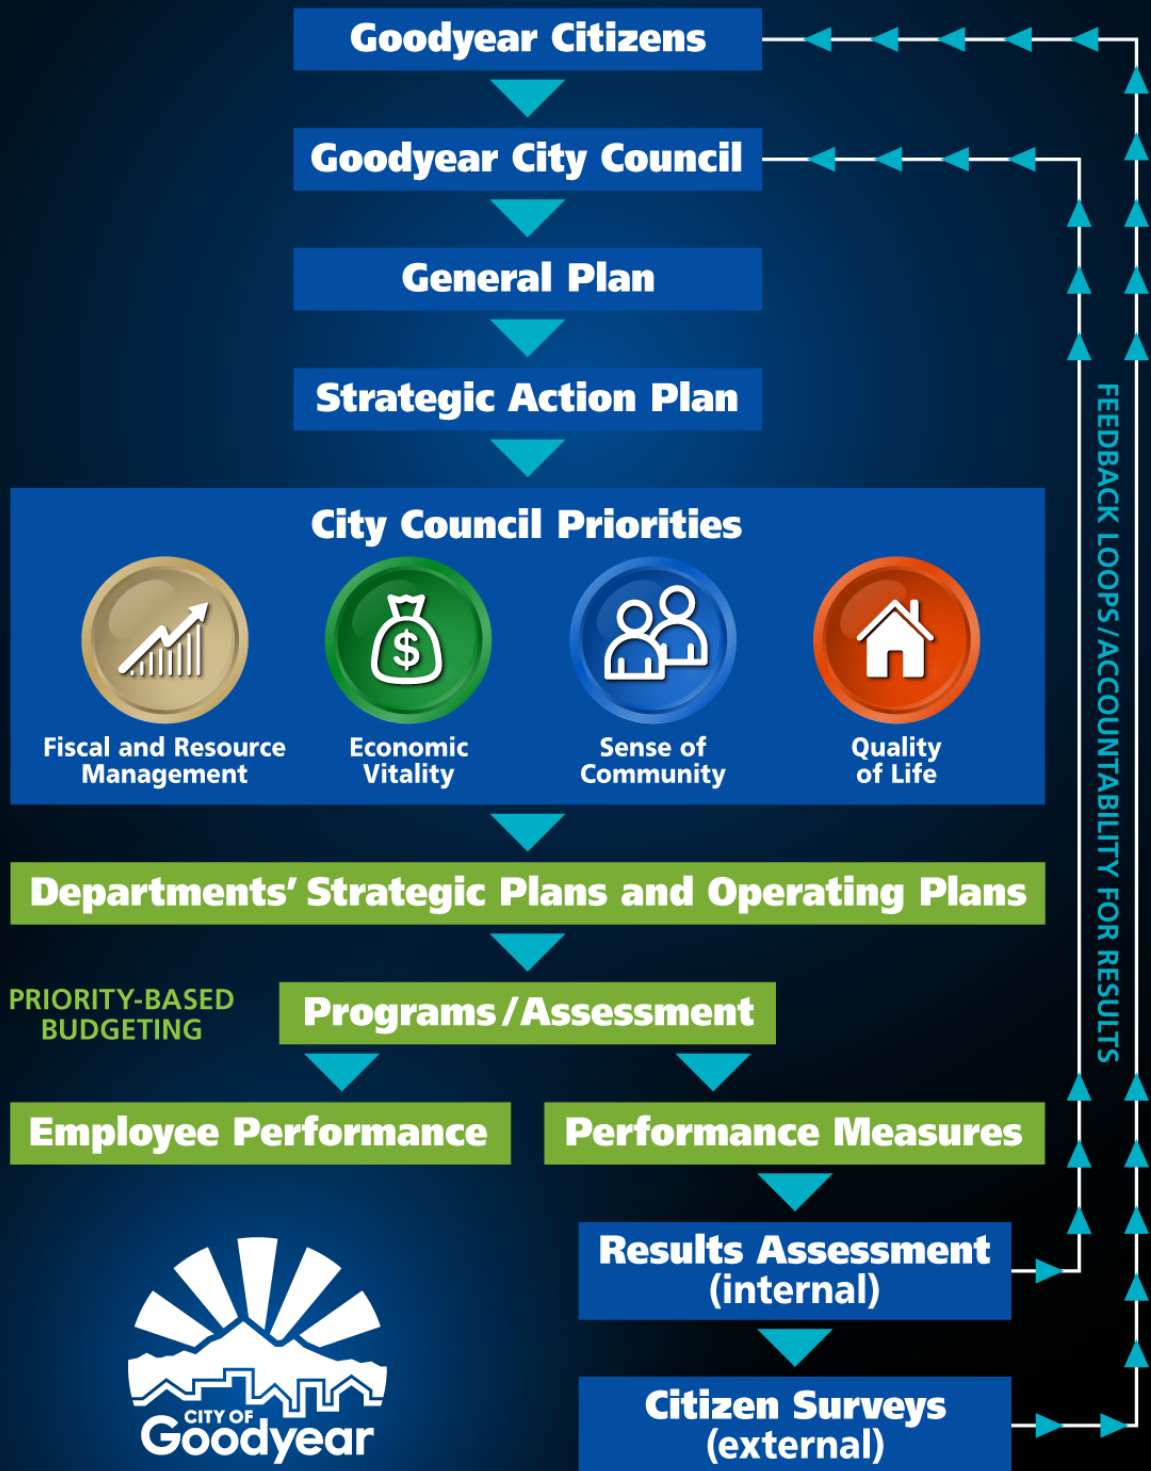 Goodyear Citizens
Goodyear City Council
General Plan
Strategic Action Plan
City Council Priorities
$
Fiscal and Resource
Management
Economic
Vitality
Sense of
Community
Quality
of Life
Departments’ Strategic Plans and Operating Plans
PRIORITY-BASED
BUDGETING
Programs/Assessment
Employee Performance
Performance Measures
Results Assessment
(internal)
Citizen Surveys
(external)
FEEDBACK LOOPS/ACCOUNTABILITY FOR RESULTS
CITY OF
Goodyear